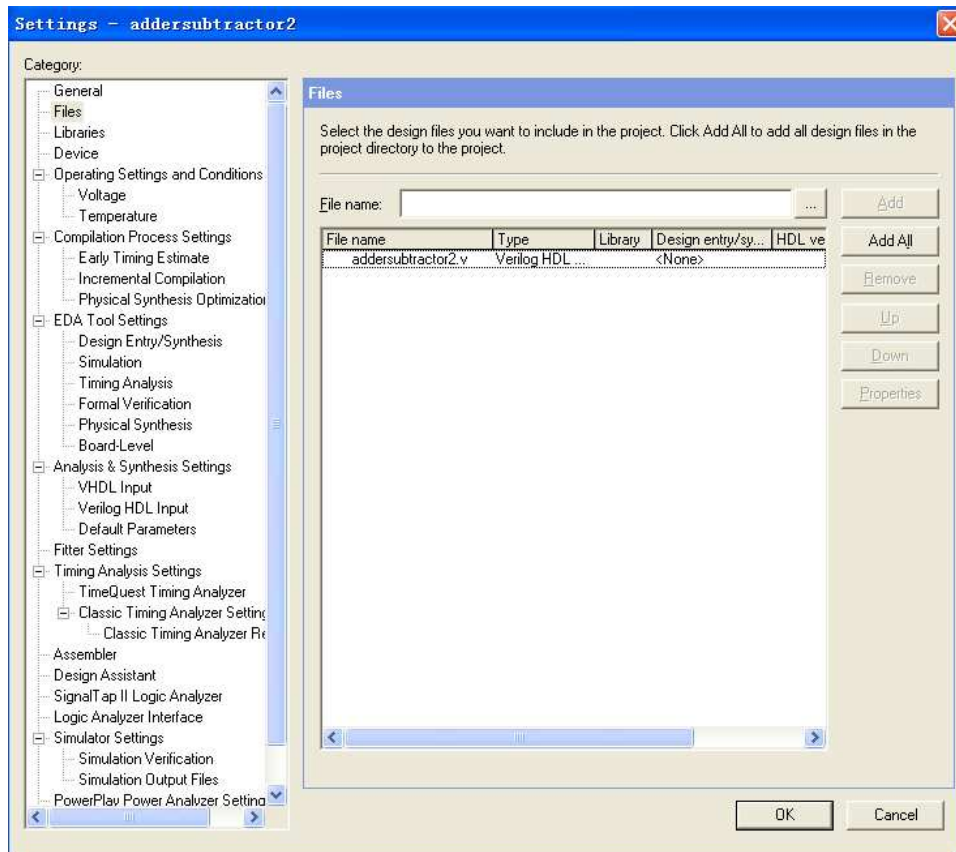 Settings - addersubtractor2
Category:
General
Files
Libraries
Device
Operating Settings and Conditions
Voltage
Temperature
Compilation Process Settings
Early Timing Estimate
Incremental Compilation
Physical Synthesis Optimization
EDA Tool Settings
Design Entry/Synthesis
Simulation
Timing Analysis
Formal Verification
Physical Synthesis
Board-Level
Analysis & Synthesis Settings
VHDL Input
Verilog HDL Input
Default Parameters
Fitter Settings
Timing Analysis Settings
TimeQuest Timing Analyzer
Classic Timing Analyzer Setting
Classic Timing Analyzer Re
Assembler
Design Assistant
SignalTap II Logic Analyzer
Logic Analyzer Interface
Simulator Settings
Simulation Verification
Simulation Output Files
PowerPlay Power Analyzer Setting
Files
Select the design files you want to include in the project. Click Add All to add all design files in the
project directory to the project.
File name: ... Add
File name Type Library Design entry/sy... HDL ve
addersubtractor2.v Verilog HDL ... <None>
Add All
Remove
Up
Down
Properties
OK Cancel